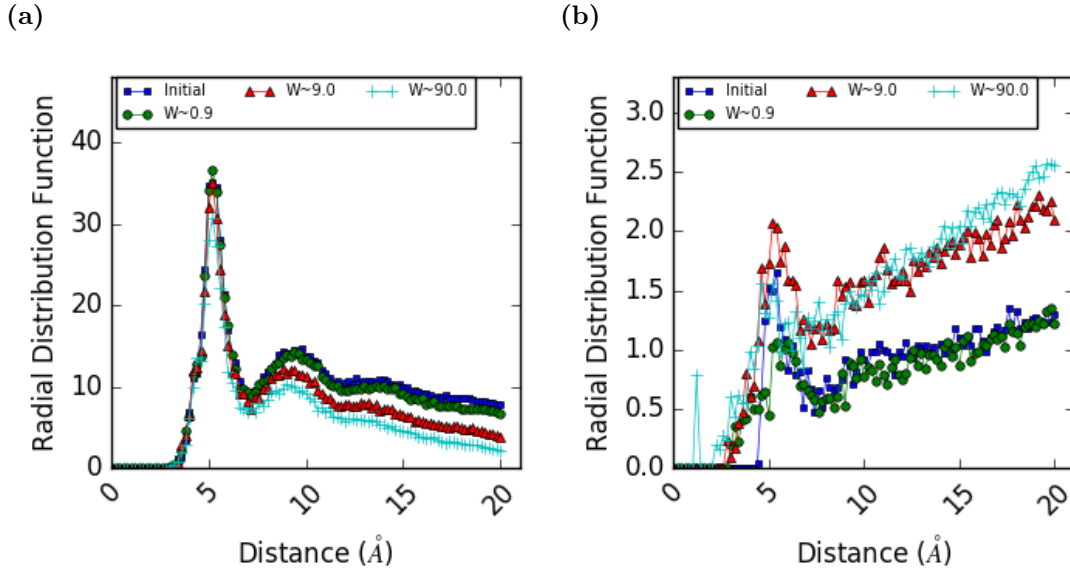 (a)
Initial
W~9.0
W~90.0
W~0.9
Radial Distribution Function
40
30
20
10
0
0
5
10
15
20
Distance (Å)
(b)
Initial
W~9.0
W~90.0
W~0.9
Radial Distribution Function
3.0
2.5
2.0
1.5
1.0
0.5
0.0
0
5
10
15
20
Distance (Å)